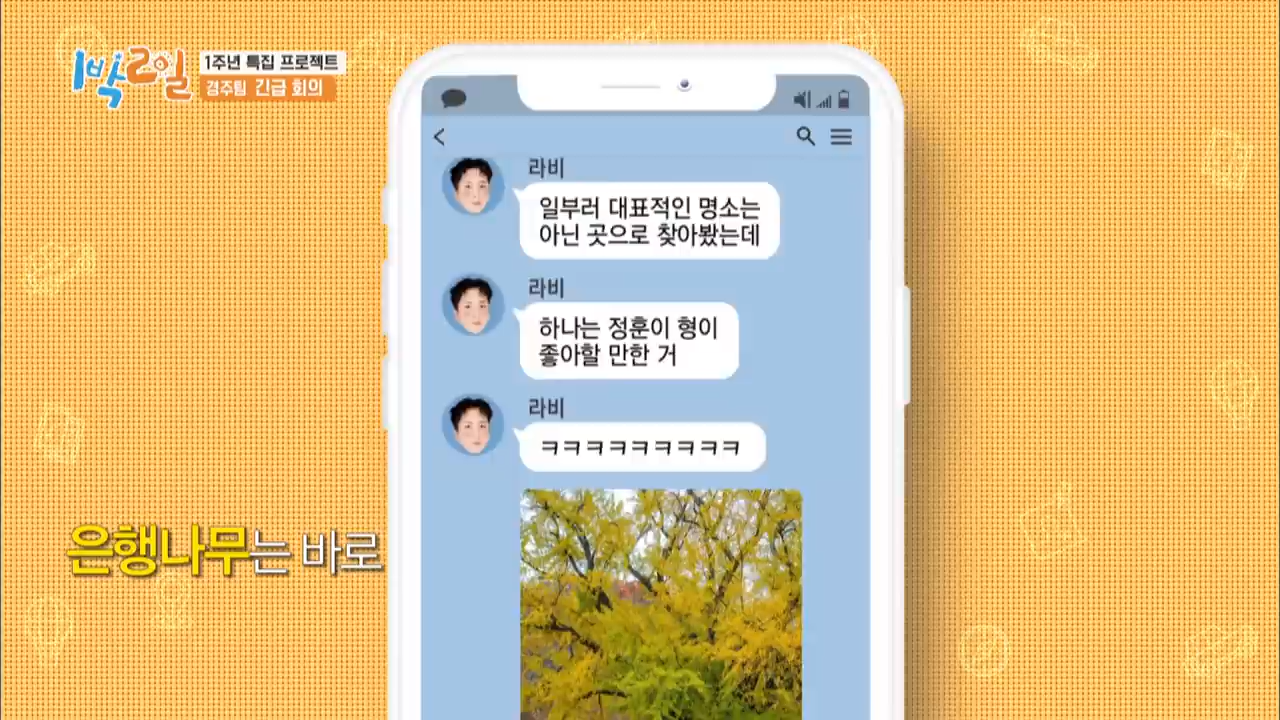 1박2일
1주년 특집 프로젝트
경주팀 긴급 회의
라비
일부러 대표적인 명소는
아닌 곳으로 찾아봤는데
라비
하나는 정훈이 형이
좋아할 만한 거
라비
ㅋㅋㅋㅋㅋㅋㅋㅋㅋ
은행나무는 바로